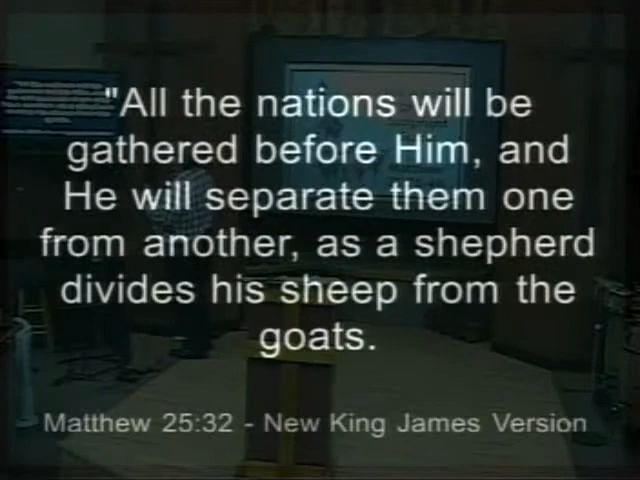 "All the nations will be
gathered before Him, and
He will separate them one
from another, as a shepherd
divides his sheep from the
goats.
Matthew 25:32 - New King James Version